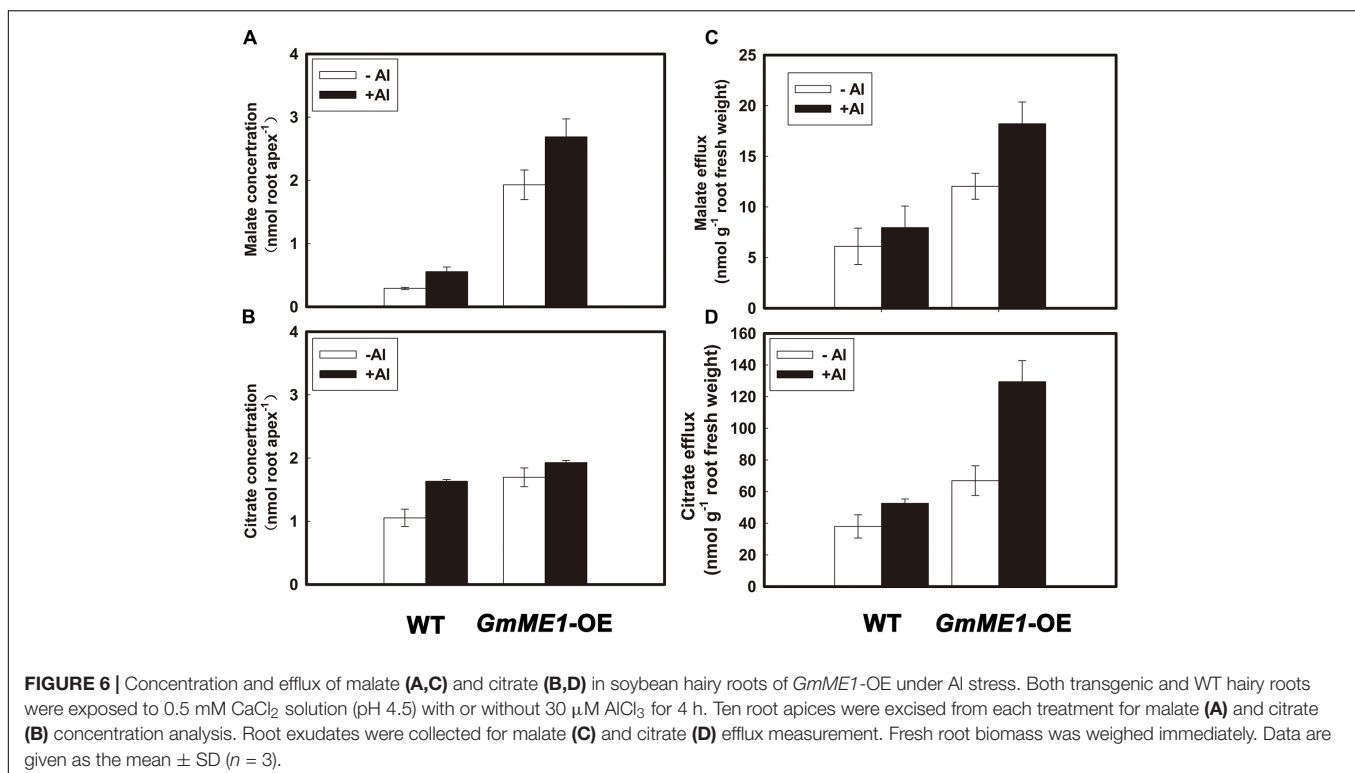 A
4
3
2
1
0
- Al
+Al
Malate concertration
(nmol root apex-1)
B
4
3
2
1
0
-Al
+Al
Citrate concertration
(nmol root apex-1)
WT
GmME1-OE
C
25
20
15
10
5
0
- Al
+Al
Malate efflux
(nmol g-1 root fresh weight)
D
160
140
120
100
80
60
40
20
0
- Al
+Al
Citrate efflux
(nmol g-1 root fresh weight)
WT
GmME1-OE
FIGURE 6 | Concentration and efflux of malate (A,C) and citrate (B,D) in soybean hairy roots of GmME1-OE under Al stress. Both transgenic and WT hairy roots
were exposed to 0.5 mM CaCl2 solution (pH 4.5) with or without 30 μM AlCl3 for 4 h. Ten root apices were excised from each treatment for malate (A) and citrate
(B) concentration analysis. Root exudates were collected for malate (C) and citrate (D) efflux measurement. Fresh root biomass was weighed immediately. Data are
given as the mean ± SD (n = 3).